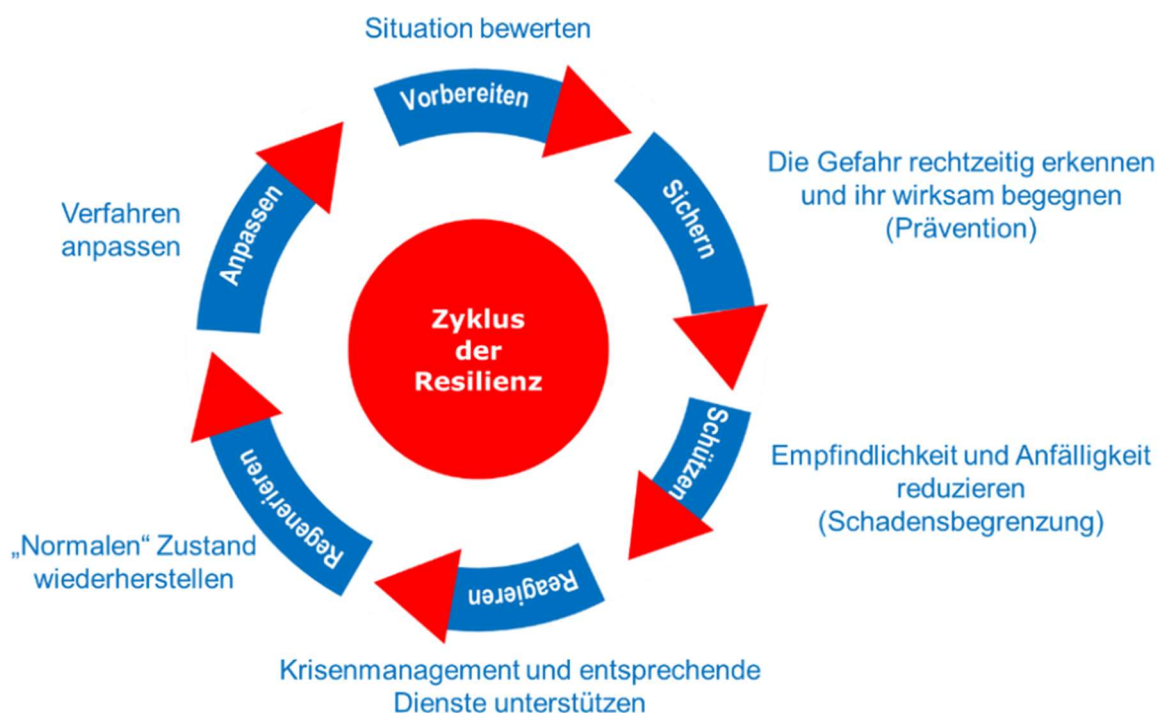 Situation bewerten
Vorbereiten
Sichern
Die Gefahr rechtzeitig erkennen
und ihr wirksam begegnen
(Prävention)
Schützen
Empfindlichkeit und Anfälligkeit
reduzieren
(Schadensbegrenzung)
Reagieren
Krisenmanagement und entsprechende
Dienste unterstützen
Regenerieren
„Normalen“ Zustand
wiederherstellen
Anpassen
Verfahren
anpassen
Zyklus
der
Resilienz